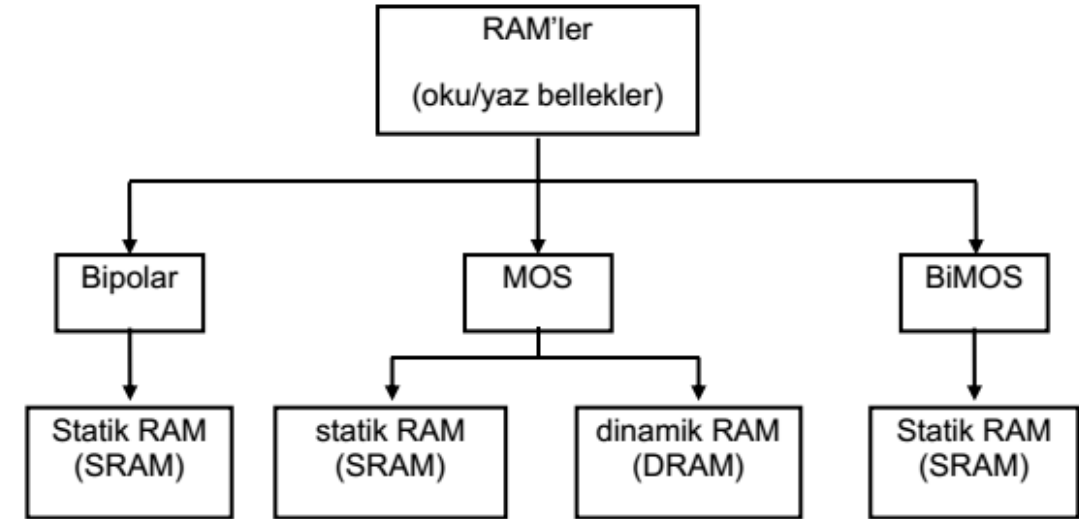 RAM’ler
(oku/yaz bellekler)
Bipolar
MOS
BiMOS
Statik RAM
(SRAM)
statik RAM
(SRAM)
dinamik RAM
(DRAM)
Statik RAM
(SRAM)